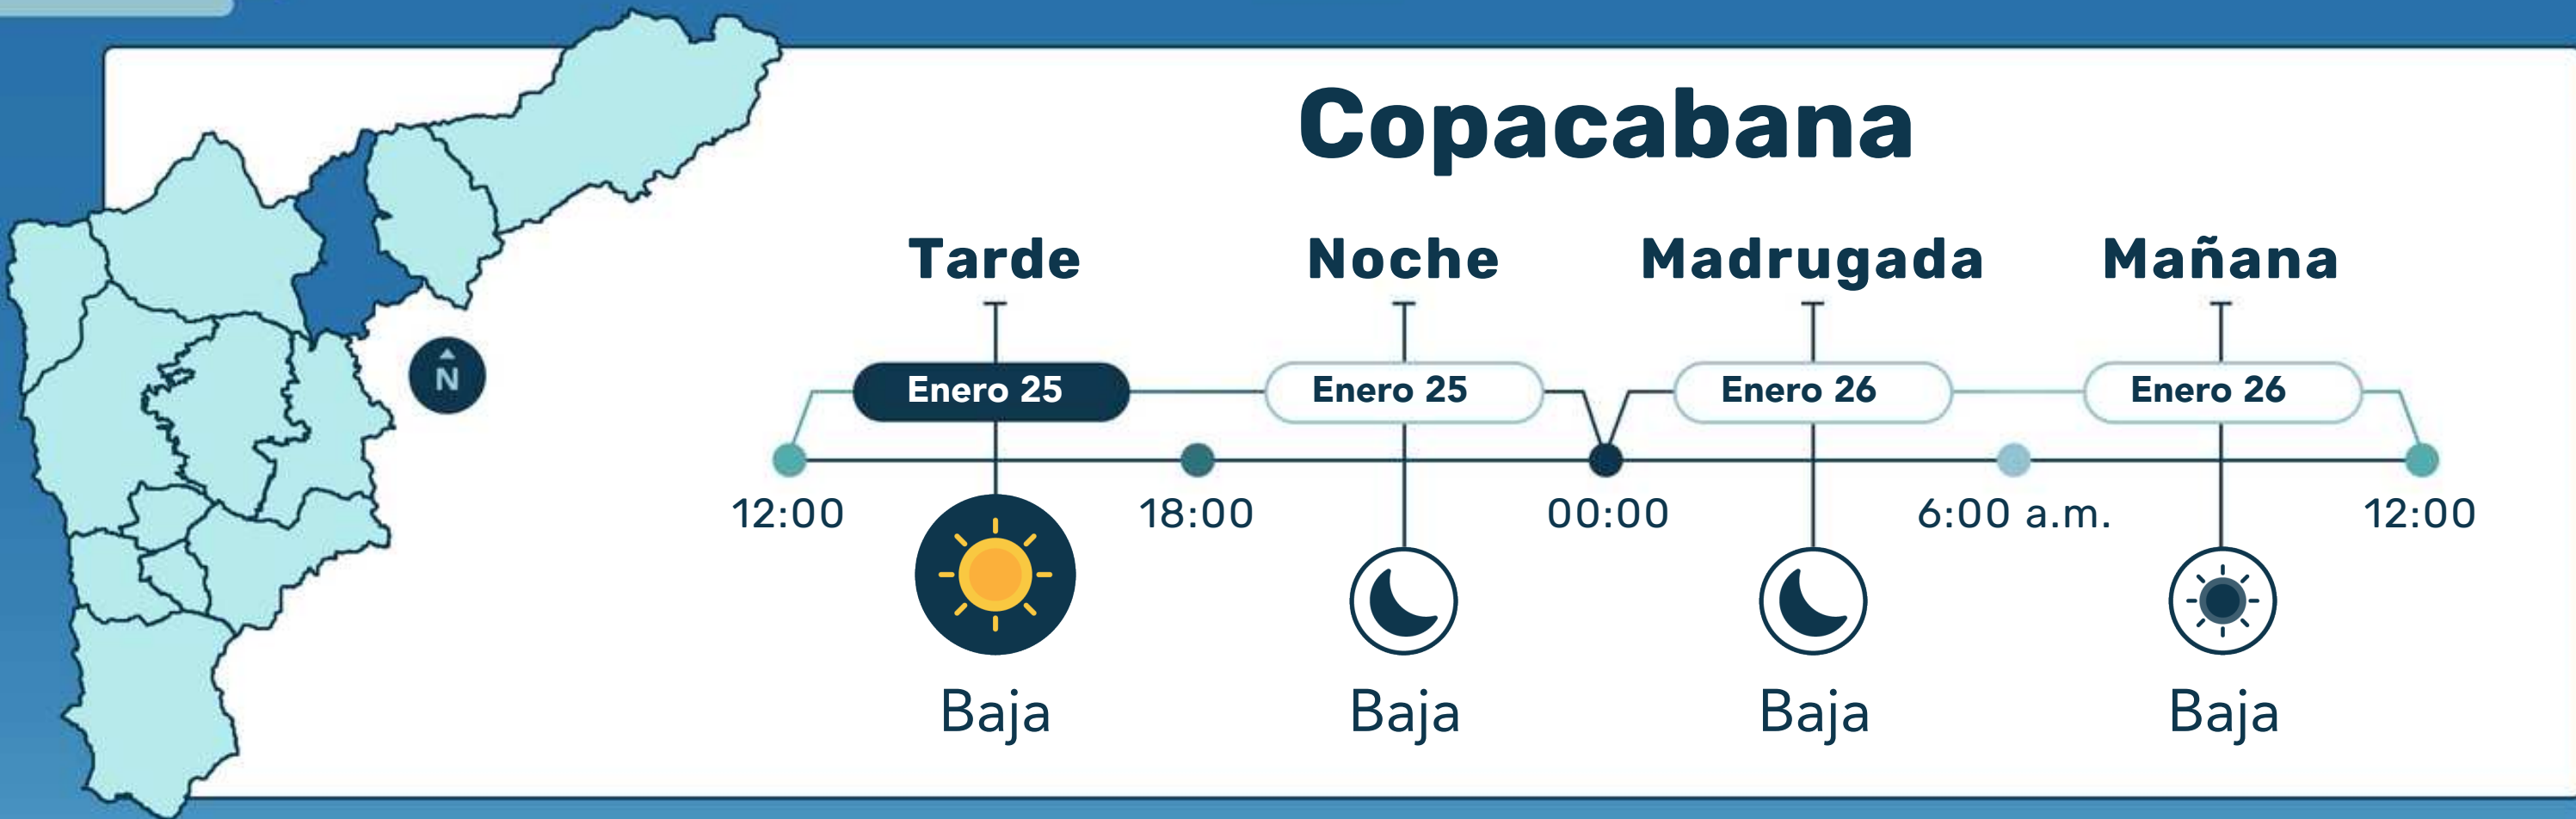 Copacabana
Tarde Noche Madrugada Mañana
Enero 25 Enero 25 Enero 26 Enero 26
N
12:00 18:00 00:00 6:00 a.m. 12:00
Baja Baja Baja Baja